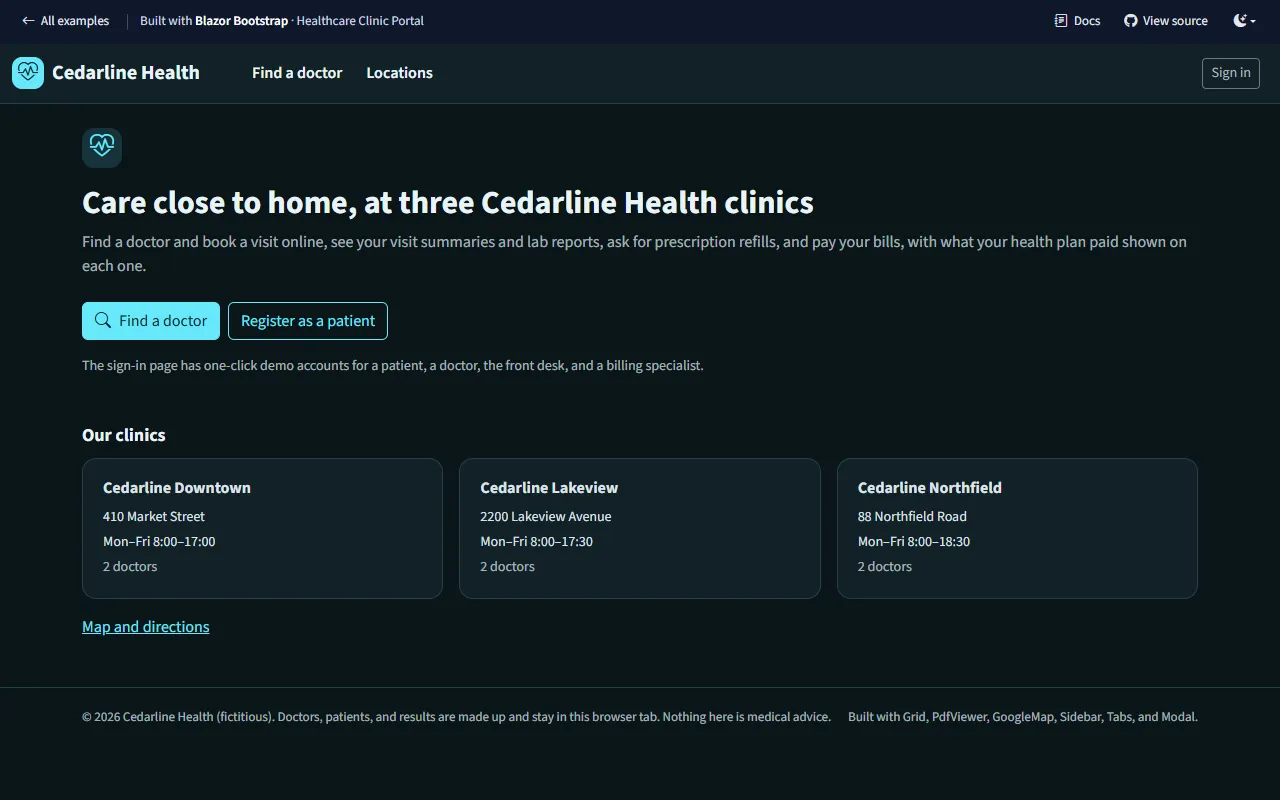 All examples
Built with Blazor Bootstrap · Healthcare Clinic Portal
Docs
View source
Cedarline Health
Find a doctor
Locations
Sign in
Care close to home, at three Cedarline Health clinics
Find a doctor and book a visit online, see your visit summaries and lab reports, ask for prescription refills, and pay your bills, with what your health plan paid shown on
each one.
Find a doctor
Register as a patient
The sign-in page has one-click demo accounts for a patient, a doctor, the front desk, and a billing specialist.
Our clinics
Cedarline Downtown
410 Market Street
Mon–Fri 8:00–17:00
2 doctors
Cedarline Lakeview
2200 Lakeview Avenue
Mon–Fri 8:00–17:30
2 doctors
Cedarline Northfield
88 Northfield Road
Mon–Fri 8:00–18:30
2 doctors
Map and directions
© 2026 Cedarline Health (fictitious). Doctors, patients, and results are made up and stay in this browser tab. Nothing here is medical advice.
Built with Grid, PdfViewer, GoogleMap, Sidebar, Tabs, and Modal.